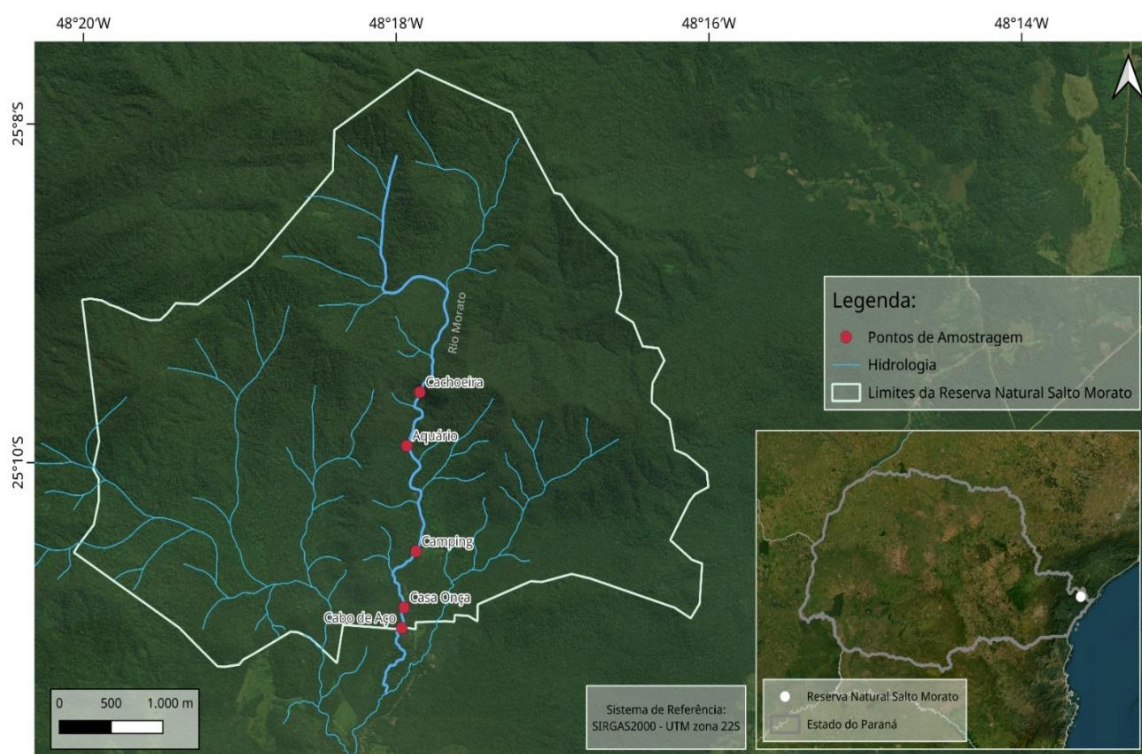 48°20'W
48°18'W
48°16'W
48°14'W
25°8'S
25°10'S
Rio Morato
Cachoeira
Aquário
Camping
Casa Onça
Cabo de Aço
Legenda:
Pontos de Amostragem
Hidrologia
Limites da Reserva Natural Salto Morato
0 500 1.000 m
Sistema de Referência:
SIRGAS2000 - UTM zona 22S
Reserva Natural Salto Morato
Estado do Paraná